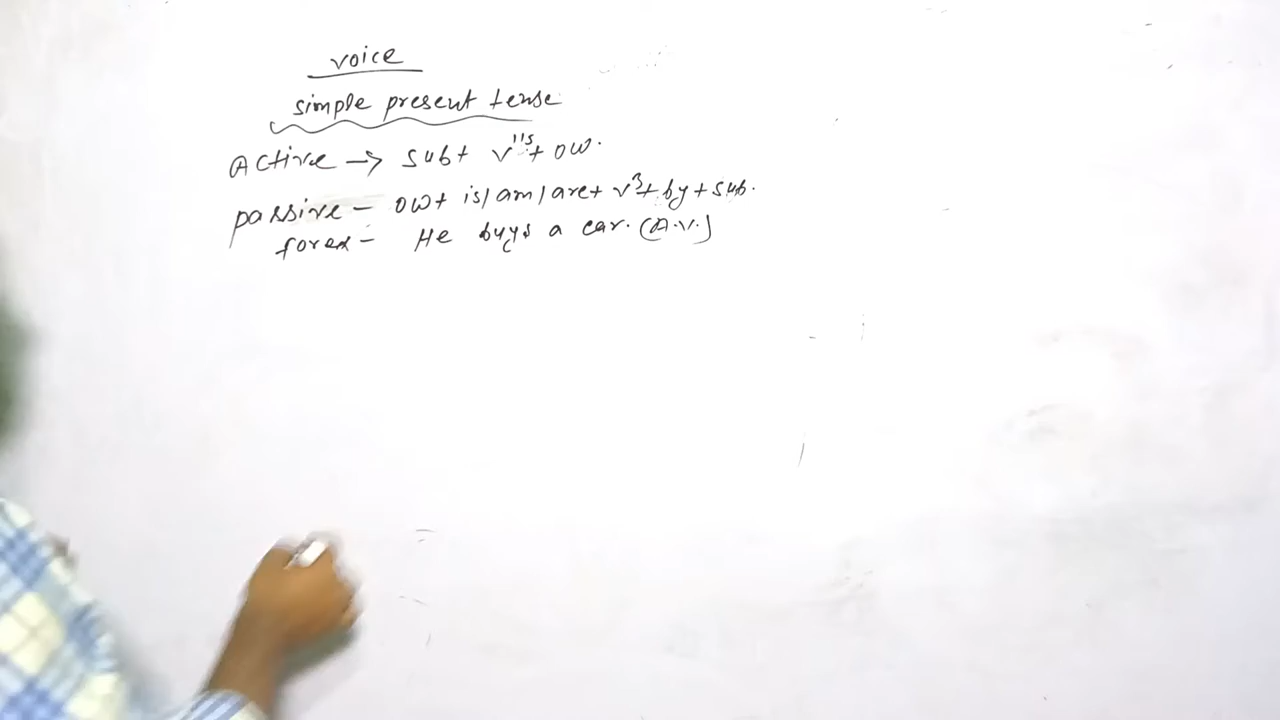 voice
simple present tense
Active → sub+ v1/s + ow.
passive - ow+ is/am/are+ v3+ by + sub.
forex - He buys a car. (A.V.)